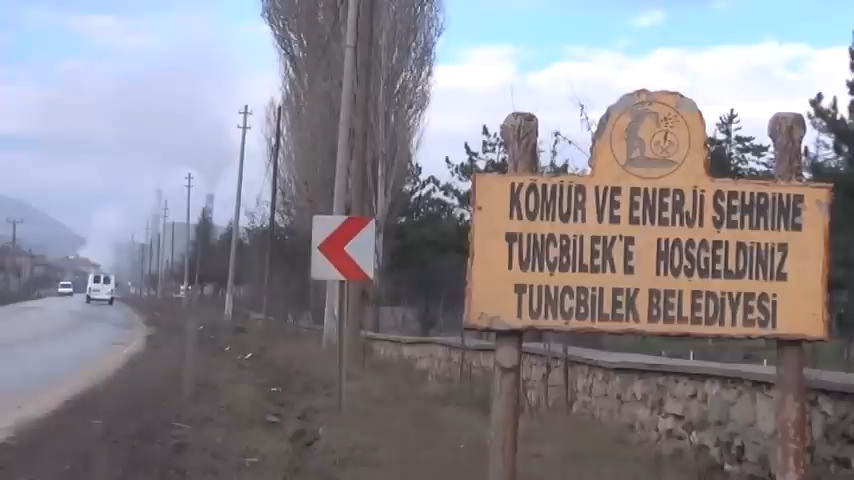 KÖMÜR VE ENERJİ ŞEHRİNE
TUNÇBİLEK'E HOŞGELDİNİZ
TUNÇBİLEK BELEDİYESİ